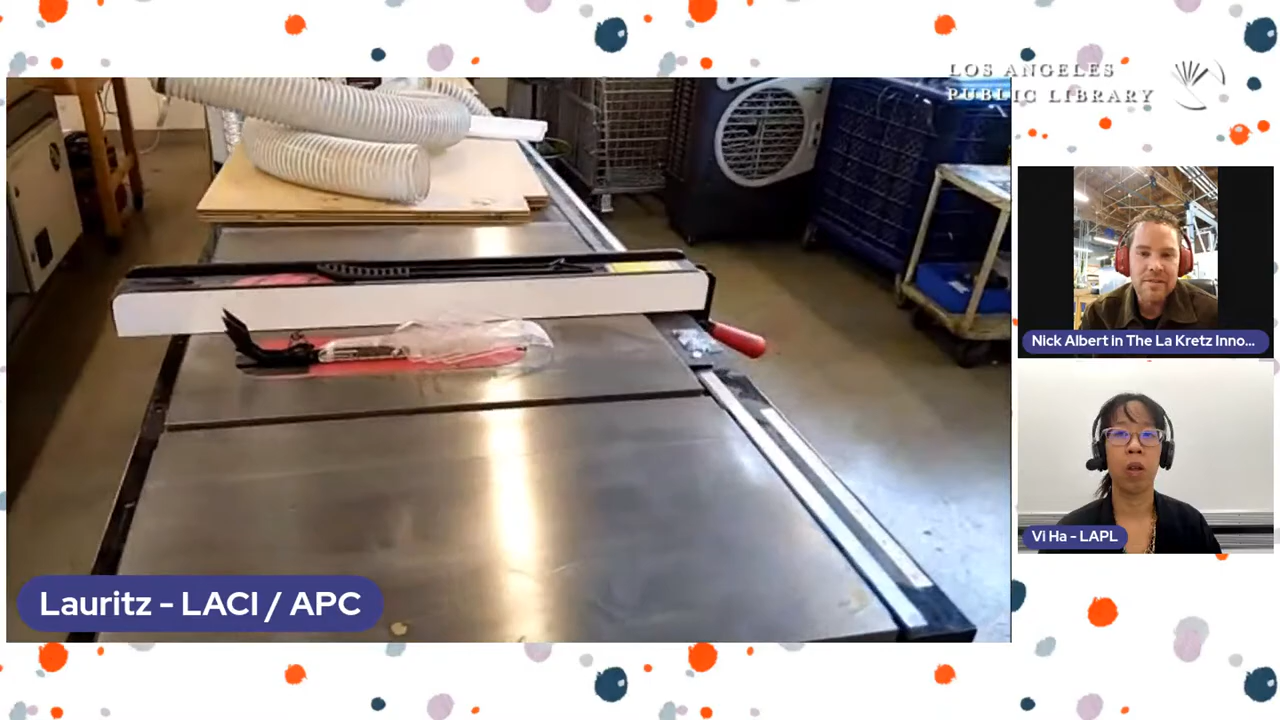 LOS ANGELES
PUBLIC LIBRARY
Nick Albert in The La Kretz Inno...
Vi Ha - LAPL
Lauritz - LACI / APC